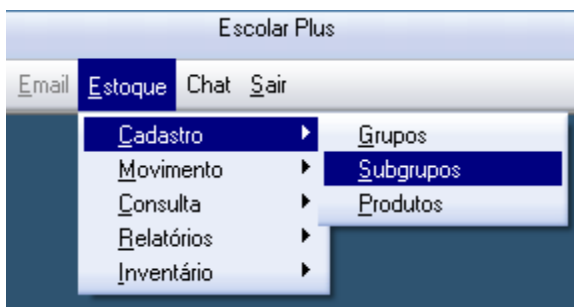 Escolar Plus
Email Estoque Chat Sair
Cadastro Grupos
Movimento Subgrupos
Consulta Produtos
Relatórios
Inventário